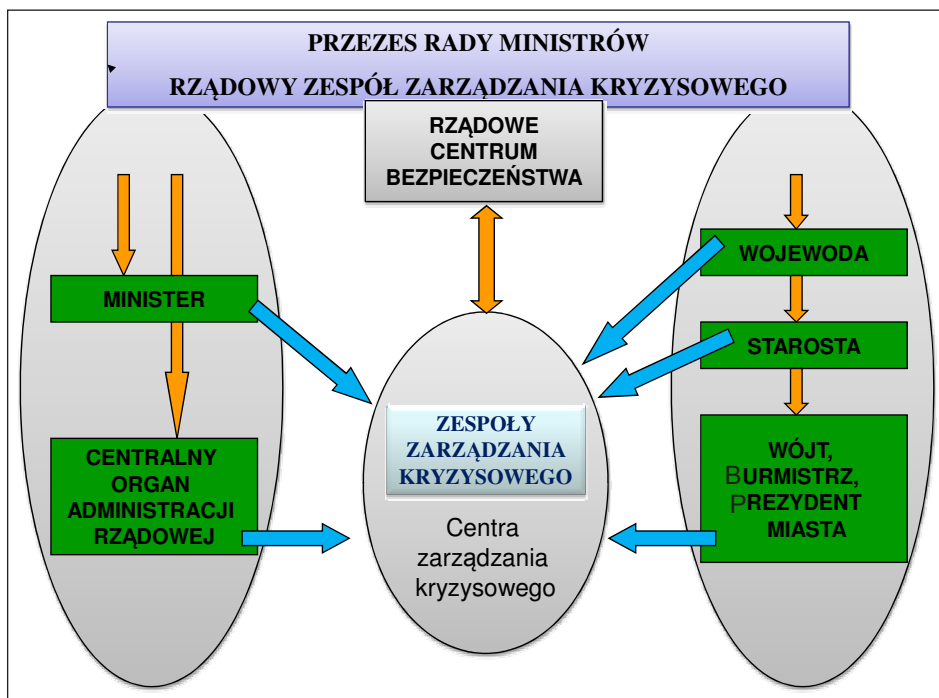 PREZES RADY MINISTRÓW
RZĄDOWY ZESPÓŁ ZARZĄDZANIA KRYZYSOWEGO
RZĄDOWE
CENTRUM
BEZPIECZEŃSTWA
MINISTER
CENTRALNY
ORGAN
ADMINISTRACJI
RZĄDOWEJ
ZESPOŁY
ZARZĄDZANIA
KRYZYSOWEGO
Centra
zarządzania
kryzysowego
WOJEWODA
STAROSTA
WÓJT,
BURMISTRZ,
PREZYDENT
MIASTA